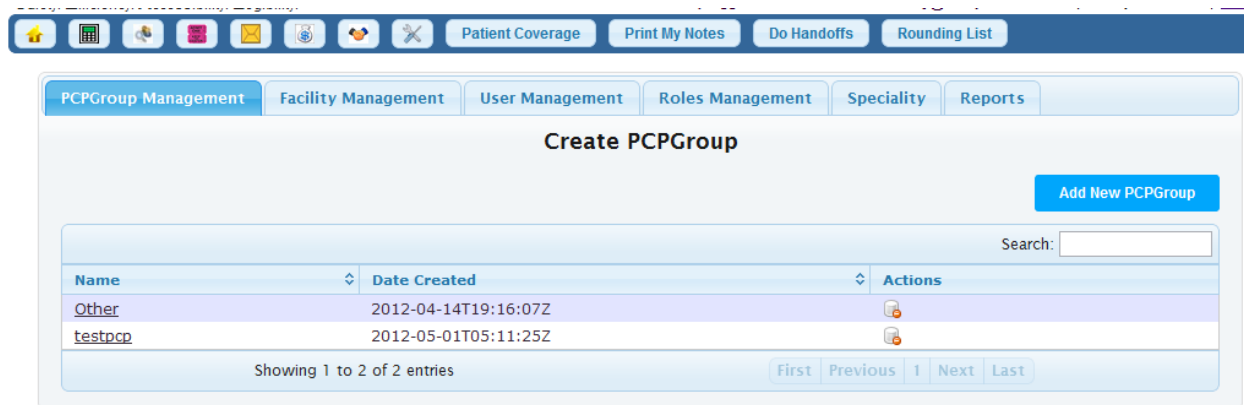 Patient Coverage Print My Notes Do Handoffs Rounding List
PCPGroup Management Facility Management User Management Roles Management Speciality Reports
Create PCPGroup
Add New PCPGroup
Search:
Name Date Created Actions
Other 2012-04-14T19:16:07Z
testpcp 2012-05-01T05:11:25Z
Showing 1 to 2 of 2 entries First Previous 1 Next Last